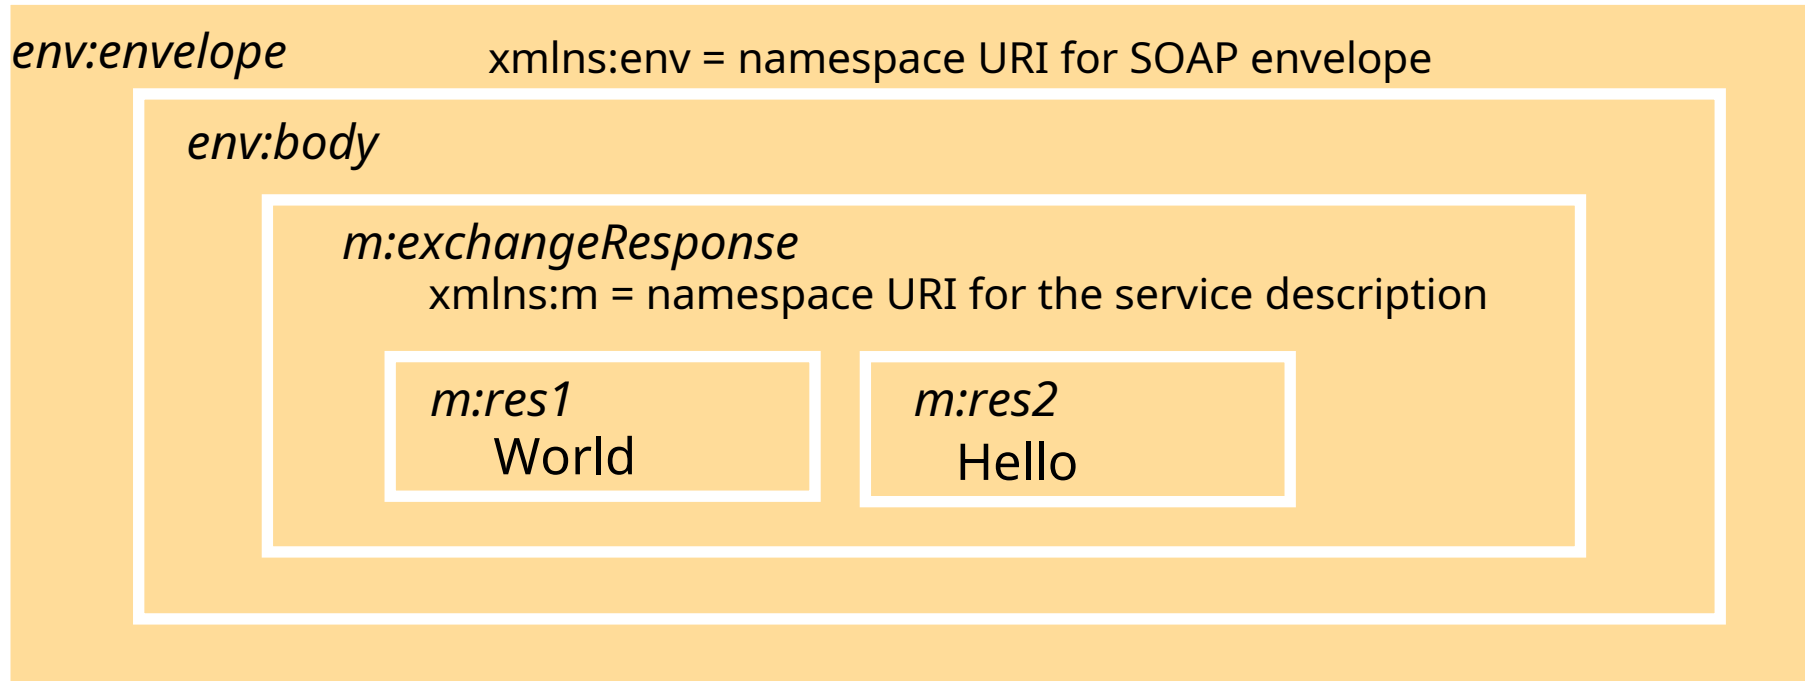 env:envelope xmlns:env = namespace URI for SOAP envelope
env:body
m:exchangeResponse
xmlns:m = namespace URI for the service description
m:res1
World
m:res2
Hello